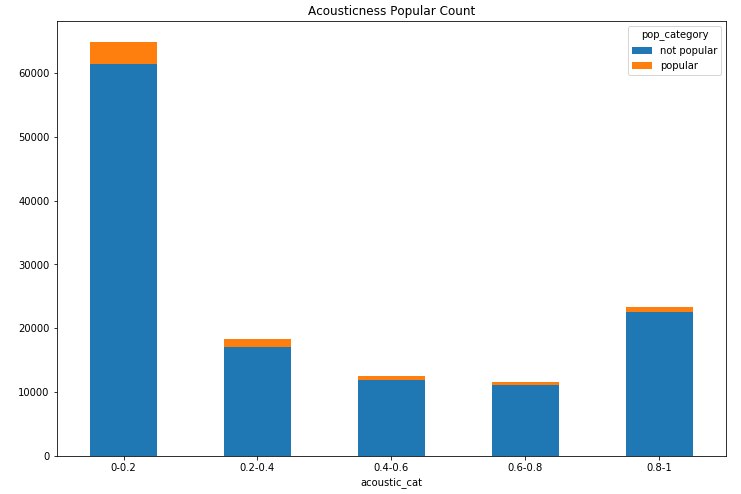 Acousticness Popular Count
pop_category
not popular
popular
60000
50000
40000
30000
20000
10000
0
0-0.2 0.2-0.4 0.4-0.6 0.6-0.8 0.8-1
acoustic_cat